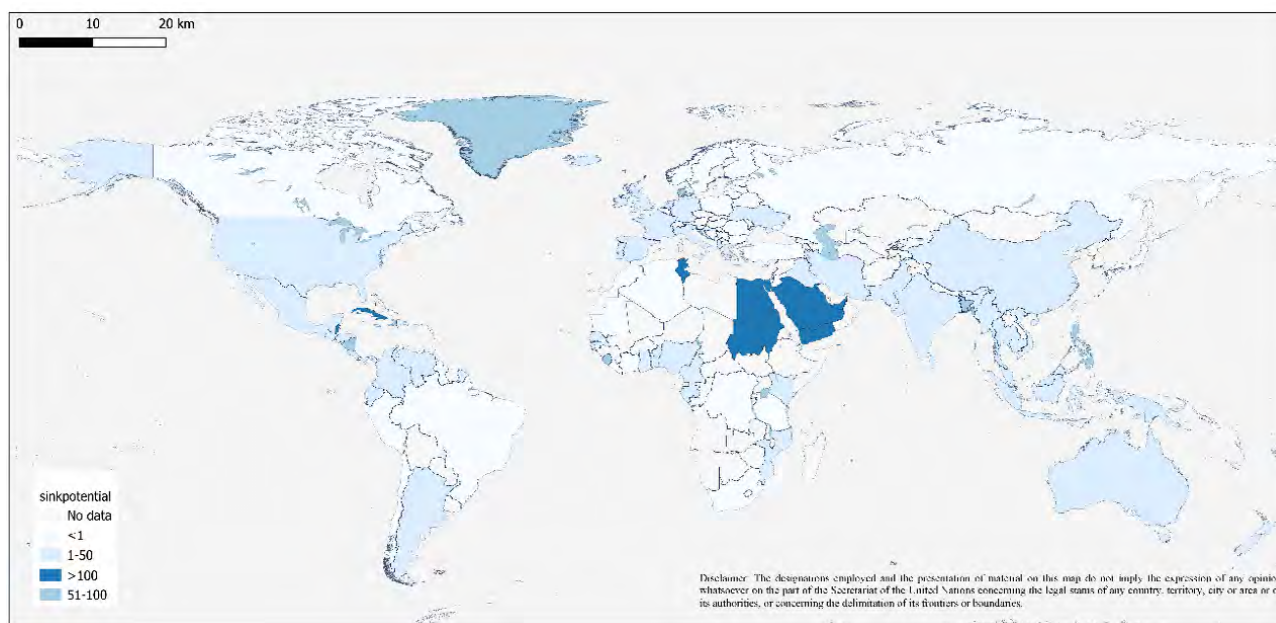 0 10 20 km
sinkpotential
No data
<1
1-50
>100
51-100
Disclaimer: The designations employed and the presentation of material on this map do not imply the expression of any opinio
whatsoever on the part of the Secretariat of the United Nations concerning the legal status of any country, territory, city or area or o
its authorities, or concerning the delimitation of its frontiers or boundaries.